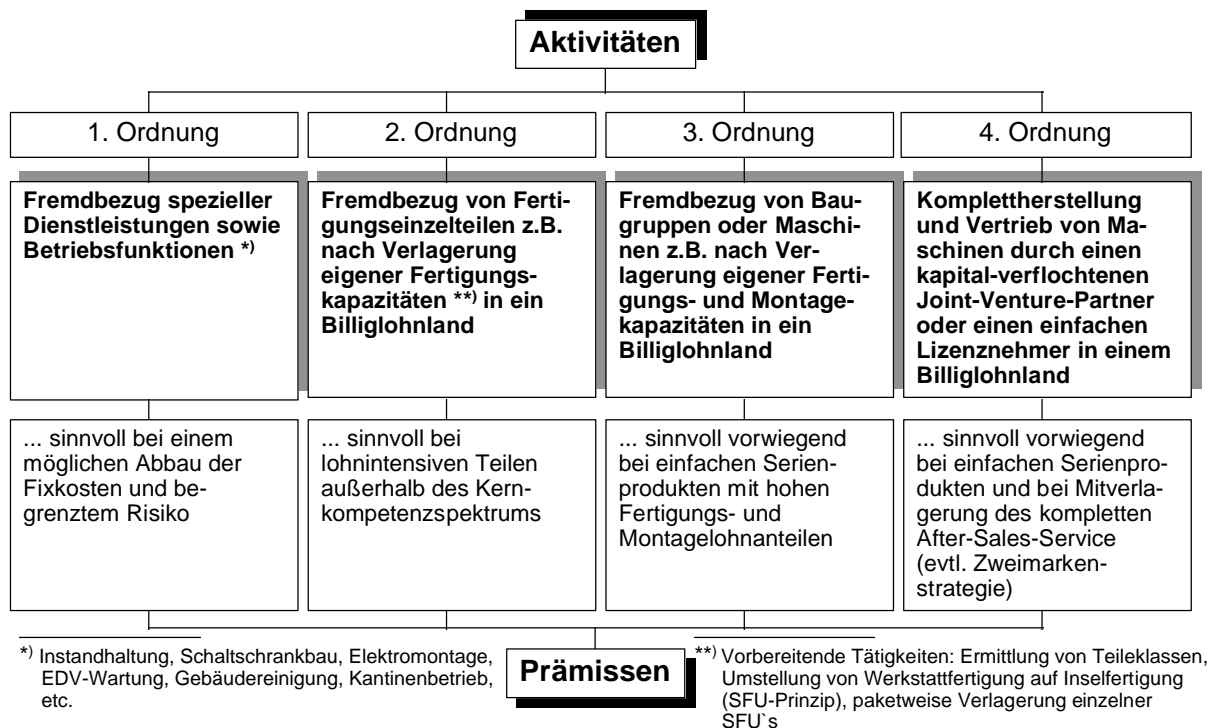 Aktivitäten
1. Ordnung
2. Ordnung
3. Ordnung
4. Ordnung
Fremdbezug spezieller
Dienstleistungen sowie
Betriebsfunktionen *)
Fremdbezug von Ferti-
gungseinzelteilen z.B.
nach Verlagerung
eigener Fertigungs-
kapazitäten **) in ein
Billiglohnland
Fremdbezug von Bau-
gruppen oder Maschi-
nen z.B. nach Ver-
lagerung eigener Ferti-
gungs- und Montage-
kapazitäten in ein
Billiglohnland
Komplettherstellung
und Vertrieb von Ma-
schinen durch einen
kapital-verflochtenen
Joint-Venture-Partner
oder einen einfachen
Lizenznehmer in einem
Billiglohnland
... sinnvoll bei einem
möglichen Abbau der
Fixkosten und be-
grenztem Risiko
... sinnvoll bei
lohnintensiven Teilen
außerhalb des Kern-
kompetenzspektrums
... sinnvoll vorwiegend
bei einfachen Serien-
produkten mit hohen
Fertigungs- und
Montagelohnanteilen
... sinnvoll vorwiegend
bei einfachen Serienpro-
dukten und bei Mitverla-
gerung des kompletten
After-Sales-Service
(evtl. Zweimarken-
strategie)
*) Instandhaltung, Schaltschrankbau, Elektromontage,
EDV-Wartung, Gebäudereinigung, Kantinenbetrieb,
etc.
Prämissen
**) Vorbereitende Tätigkeiten: Ermittlung von Teileklassen,
Umstellung von Werkstattfertigung auf Inselfertigung
(SFU-Prinzip), paketweise Verlagerung einzelner
SFU`s